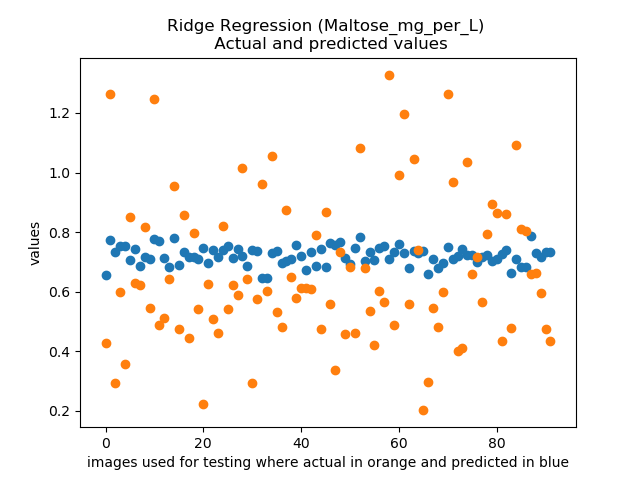 Ridge Regression (Maltose_mg_per_L)
Actual and predicted values
values
1.2
1.0
0.8
0.6
0.4
0.2
0 20 40 60 80
images used for testing where actual in orange and predicted in blue